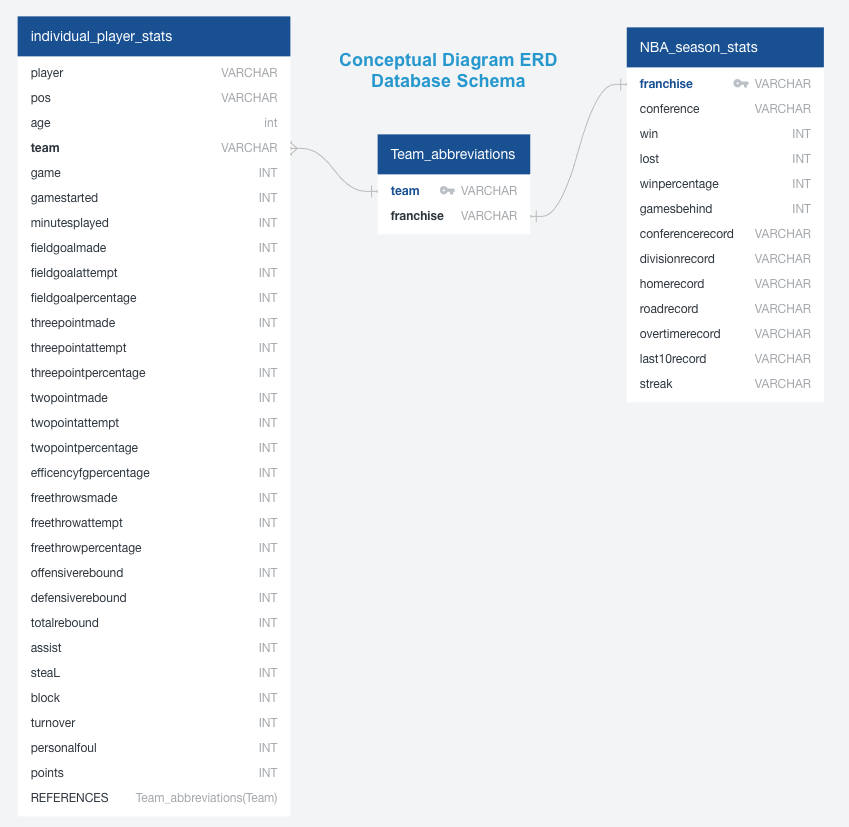 individual_player_stats
player VARCHAR
pos VARCHAR
age int
team VARCHAR
game INT
gamestarted INT
minutesplayed INT
fieldgoalmade INT
fieldgoalattempt INT
fieldgoalpercentage INT
threepointmade INT
threepointattempt INT
threepointpercentage INT
twopointmade INT
twopointattempt INT
twopointpercentage INT
efficencyfgpercentage INT
freethrowsmade INT
freethrowattempt INT
freethrowpercentage INT
offensiverebound INT
defensiverebound INT
totalrebound INT
assist INT
steaL INT
block INT
turnover INT
personalfoul INT
points INT
REFERENCES Team_abbreviations(Team)
Conceptual Diagram ERD
Database Schema
Team_abbreviations
team VARCHAR
franchise VARCHAR
NBA_season_stats
franchise VARCHAR
conference VARCHAR
win INT
lost INT
winpercentage INT
gamesbehind INT
conferencerecord VARCHAR
divisionrecord VARCHAR
homerecord VARCHAR
roadrecord VARCHAR
overtimerecord VARCHAR
last10record VARCHAR
streak VARCHAR